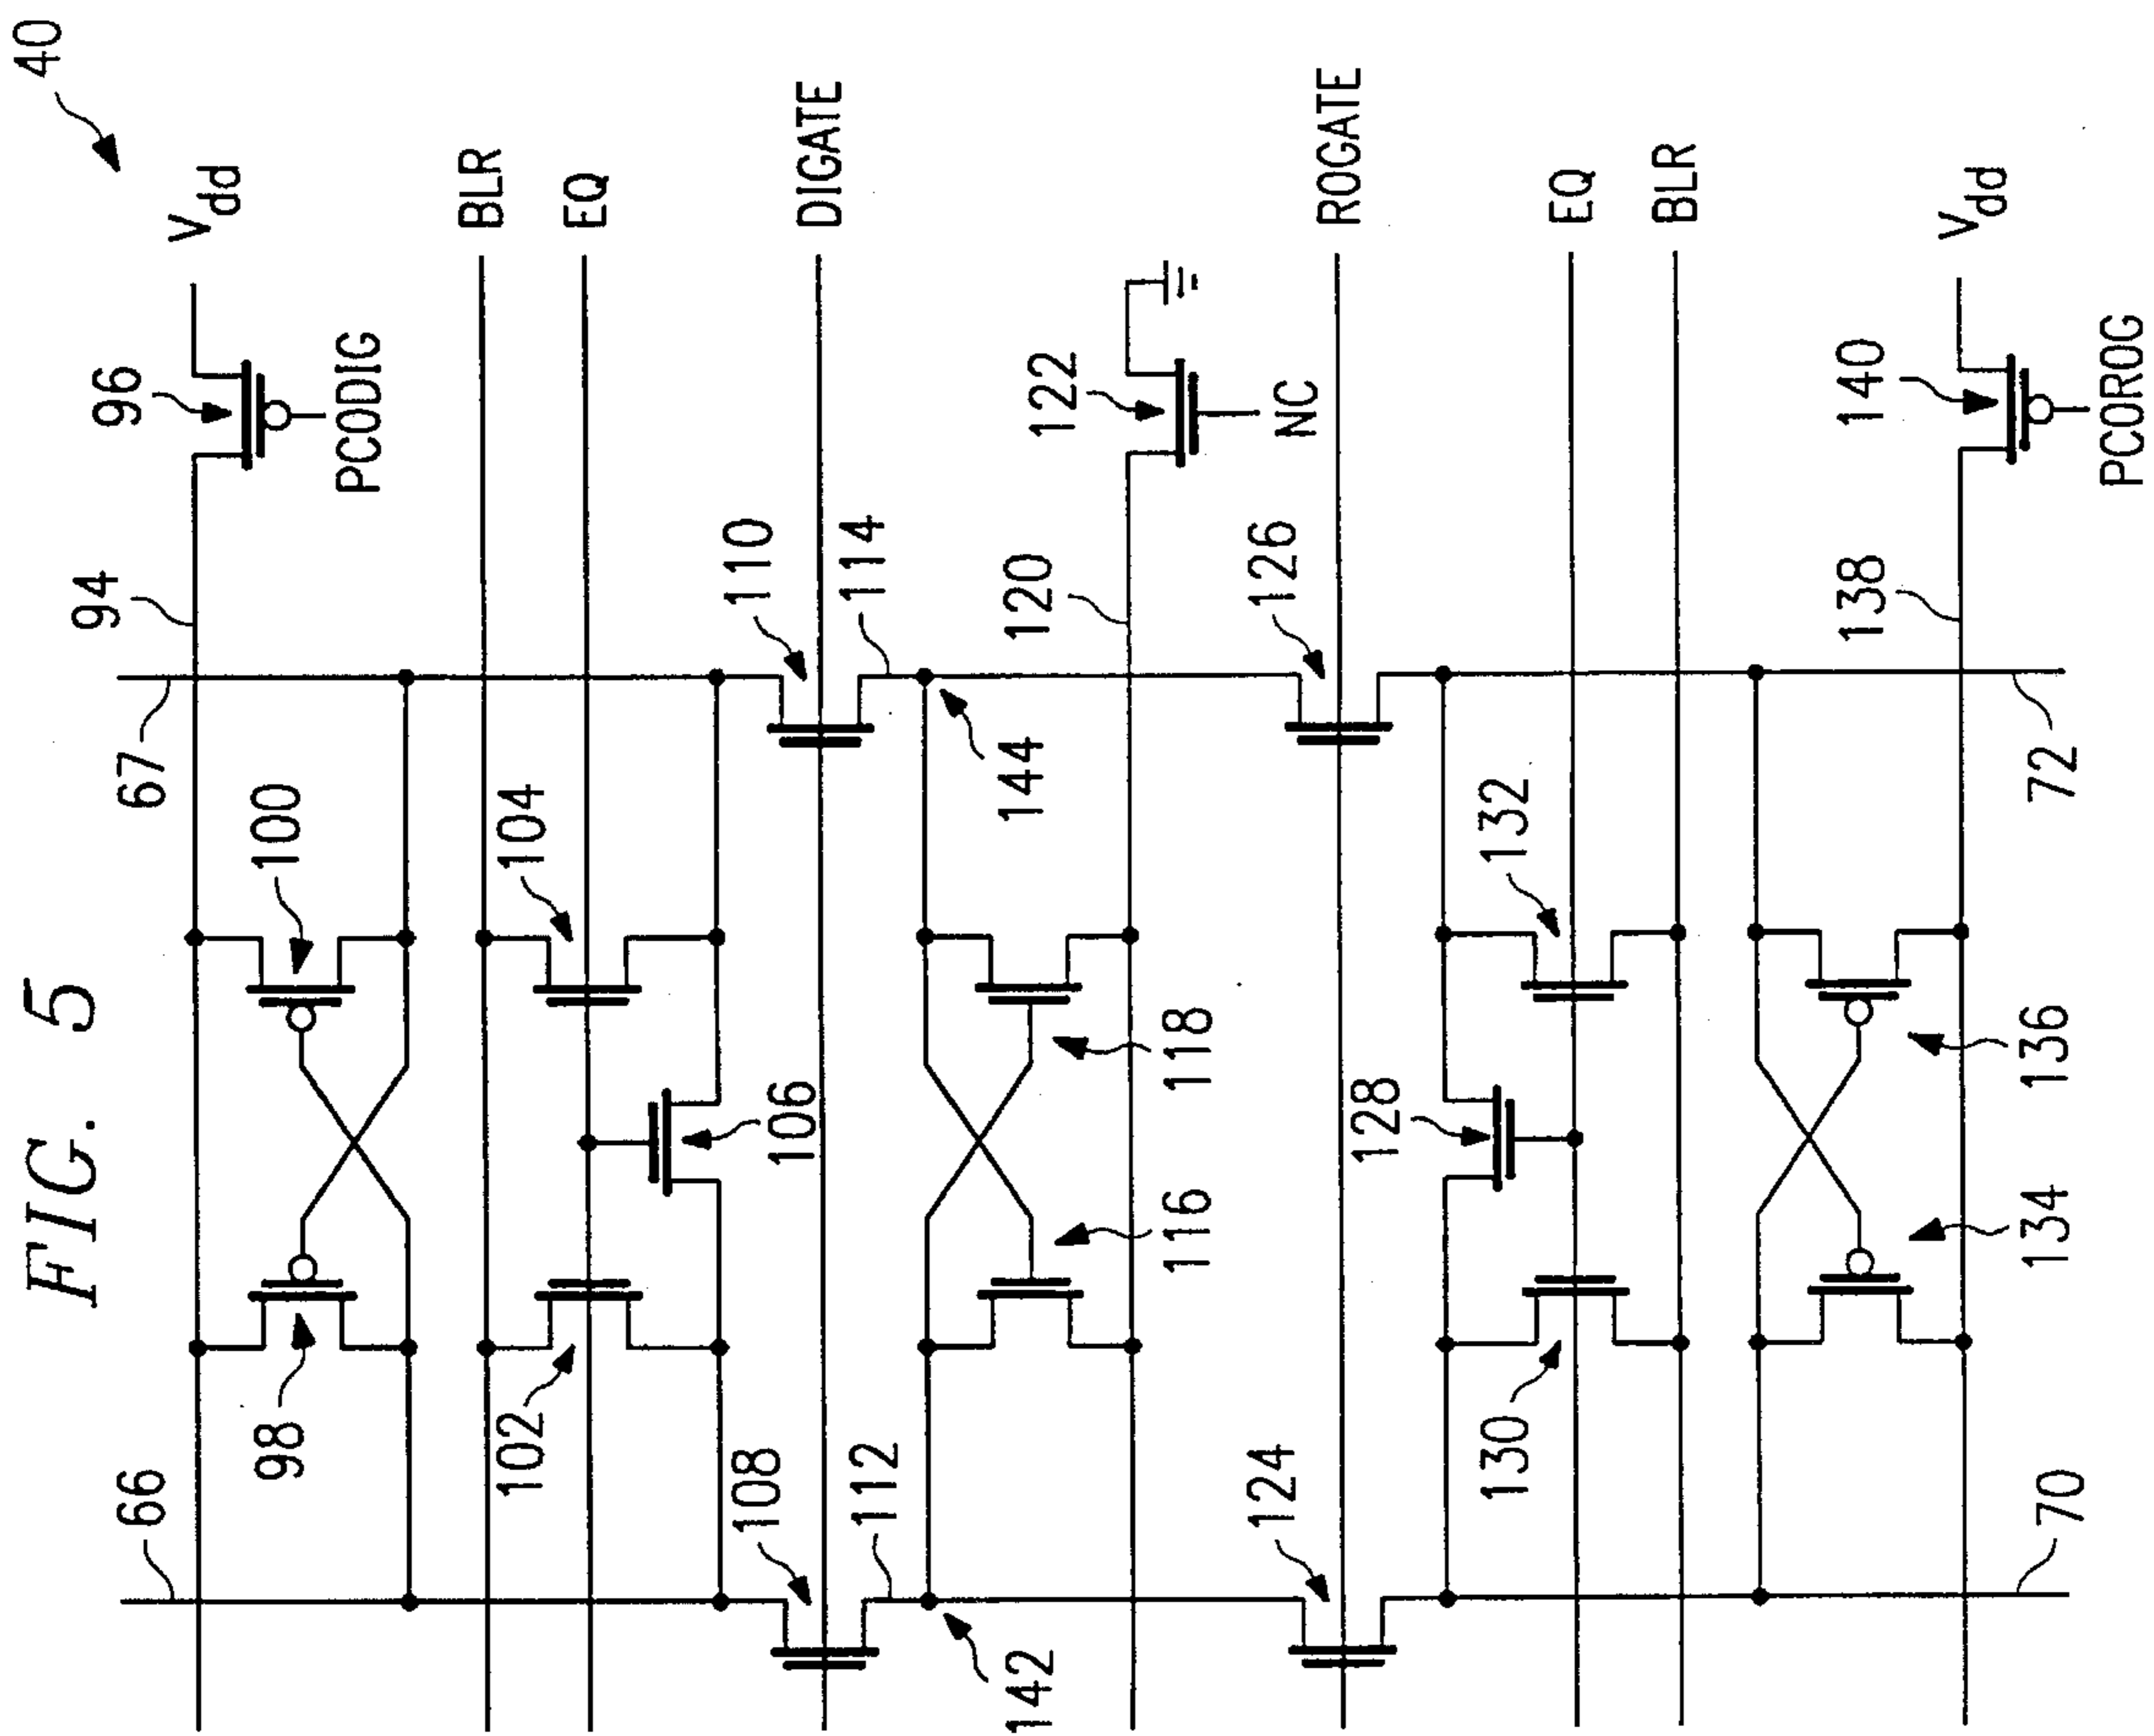 40
FIG. 5
94
96
66
67
Vdd
98
100
PCODIG
BLR
102
104
EQ
108
110
106
DIGATE
112
114
142
144
120
122
116
118
124
126
NC
ROGATE
128
130
132
EQ
BLR
138
140
Vdd
134
136
70
72
PCOROG